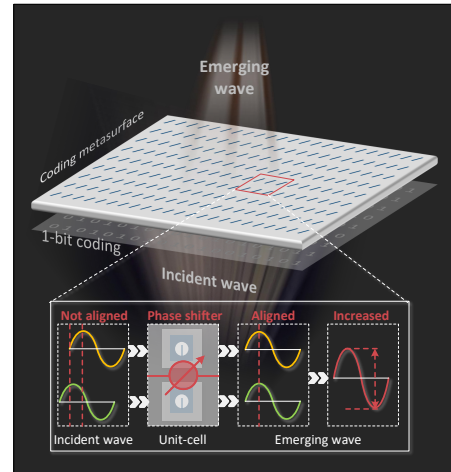 Emerging
wave
Coding metasurface
1-bit coding
Incident wave
Not aligned
Phase shifter
Aligned
Increased
Incident wave
Unit-cell
Emerging wave